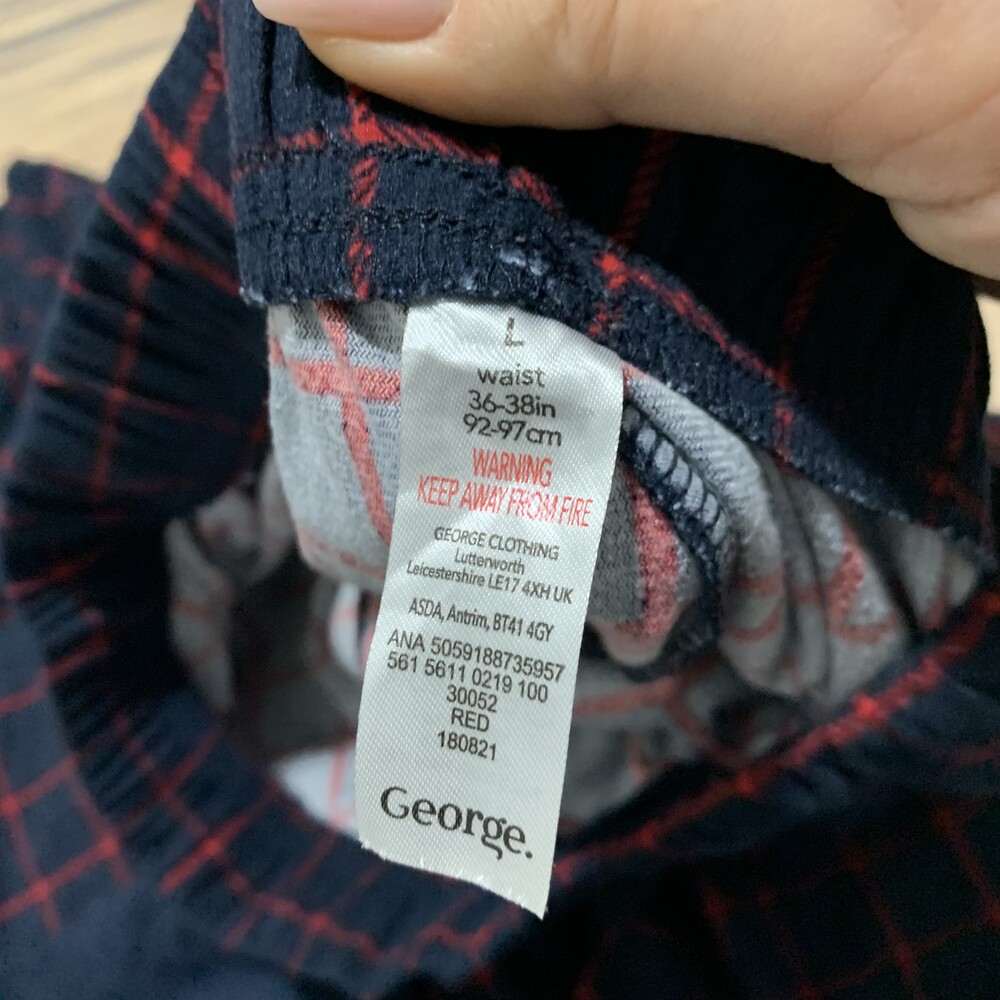 L
waist
36-38in
92-97cm
WARNING
KEEP AWAY FROM FIRE
GEORGE CLOTHING
Lutterworth
Leicestershire LE17 4XH UK
ASDA, Antrim, BT41 4GY
ANA 5059188735957
561 5611 0219 100
30052
RED
180821
George.